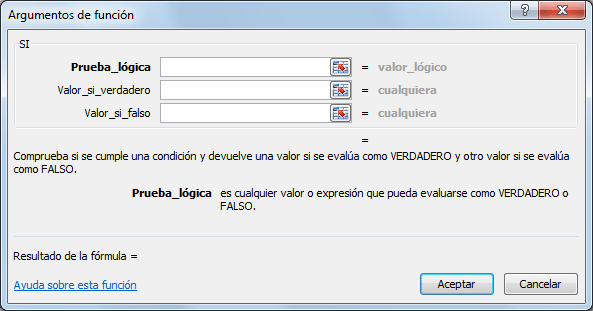 Argumentos de función
SI
Prueba_lógica = valor_lógico
Valor_si_verdadero = cualquiera
Valor_si_falso = cualquiera
=
Comprueba si se cumple una condición y devuelve una valor si se evalúa como VERDADERO y otro valor si se evalúa
como FALSO.
Prueba_lógica es cualquier valor o expresión que pueda evaluarse como VERDADERO o
FALSO.
Resultado de la fórmula =
Ayuda sobre esta función
Aceptar Cancelar